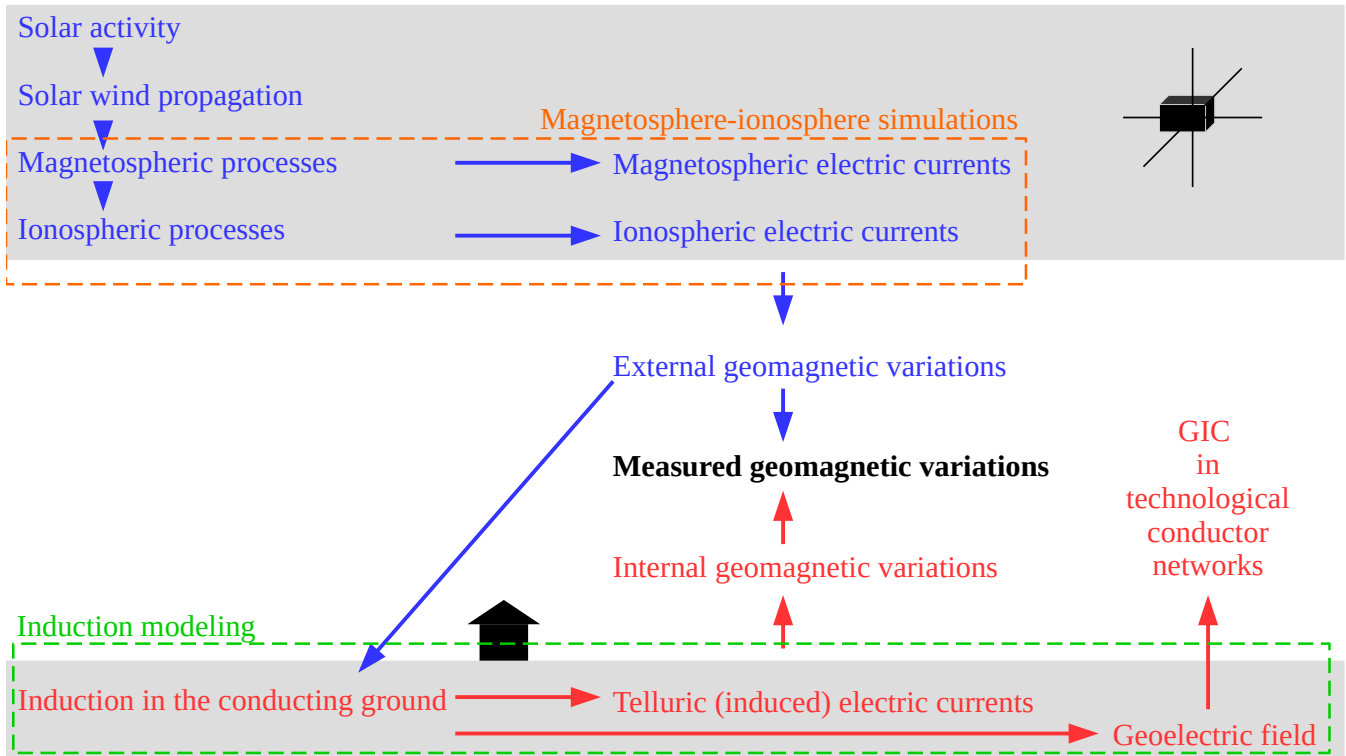 Solar activity
Solar wind propagation
Magnetosphere-ionosphere simulations
Magnetospheric processes
Magnetospheric electric currents
Ionospheric processes
Ionospheric electric currents
External geomagnetic variations
GIC
in
technological
conductor
networks
Measured geomagnetic variations
Internal geomagnetic variations
Induction modeling
Induction in the conducting ground
Telluric (induced) electric currents
Geoelectric field